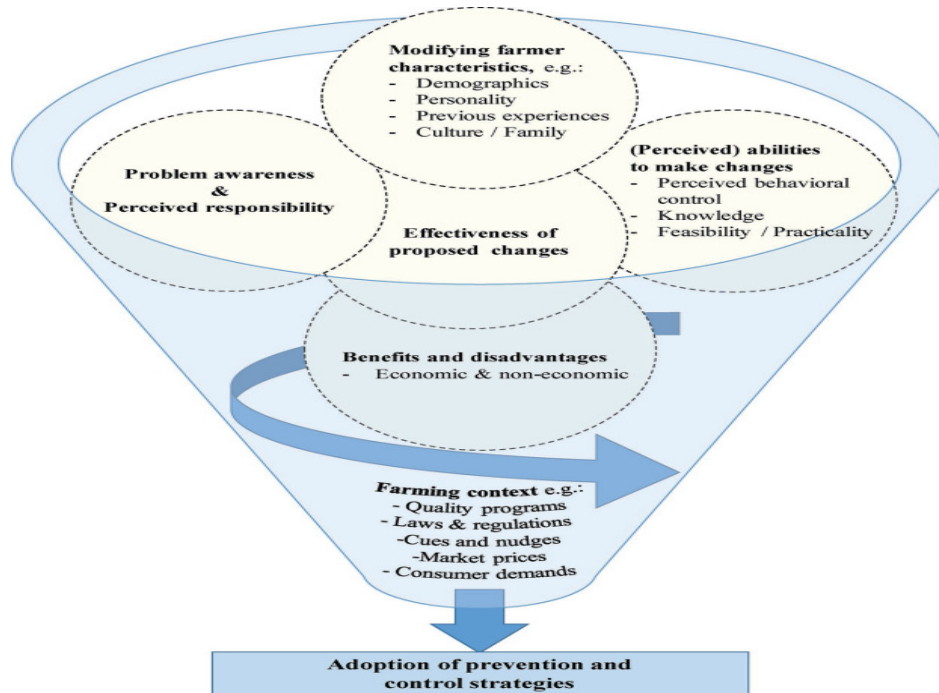 Modifying farmer
characteristics, e.g.:
- Demographics
- Personality
- Previous experiences
- Culture / Family
Problem awareness
&
Perceived responsibility
(Perceived) abilities
to make changes
- Perceived behavioral
control
- Knowledge
- Feasibility / Practicality
Effectiveness of
proposed changes
Benefits and disadvantages
- Economic & non-economic
Farming context e.g.:
- Quality programs
- Laws & regulations
-Cues and nudges
-Market prices
- Consumer demands
Adoption of prevention and
control strategies